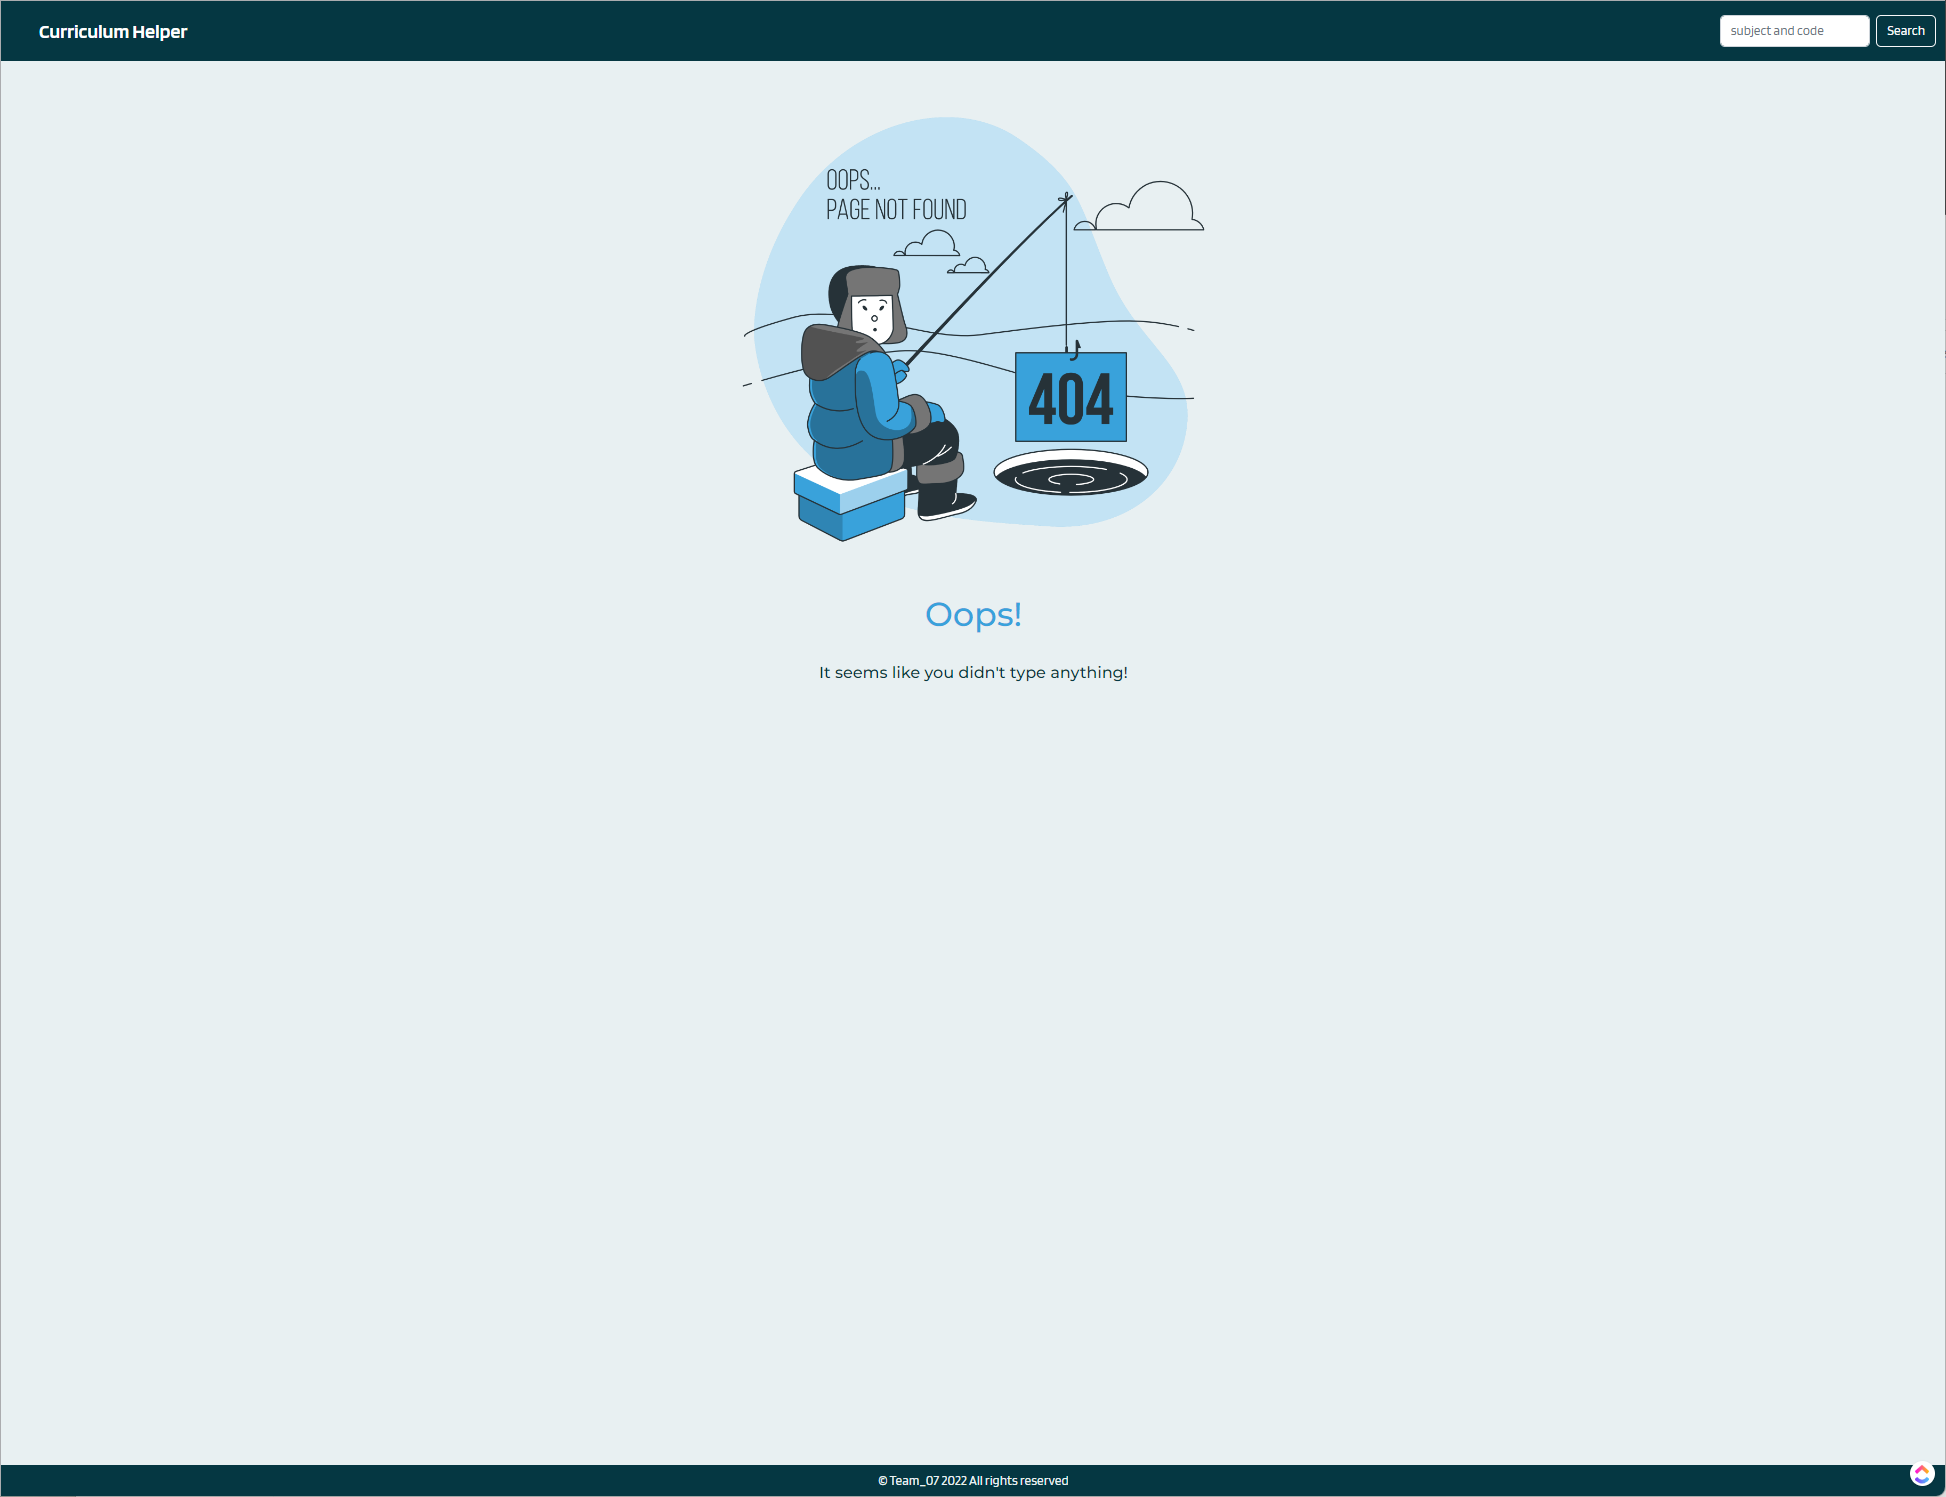 Curriculum Helper
subject and code
Search
OOPS...
PAGE NOT FOUND
404
Oops!
It seems like you didn't type anything!
© Team_07 2022 All rights reserved